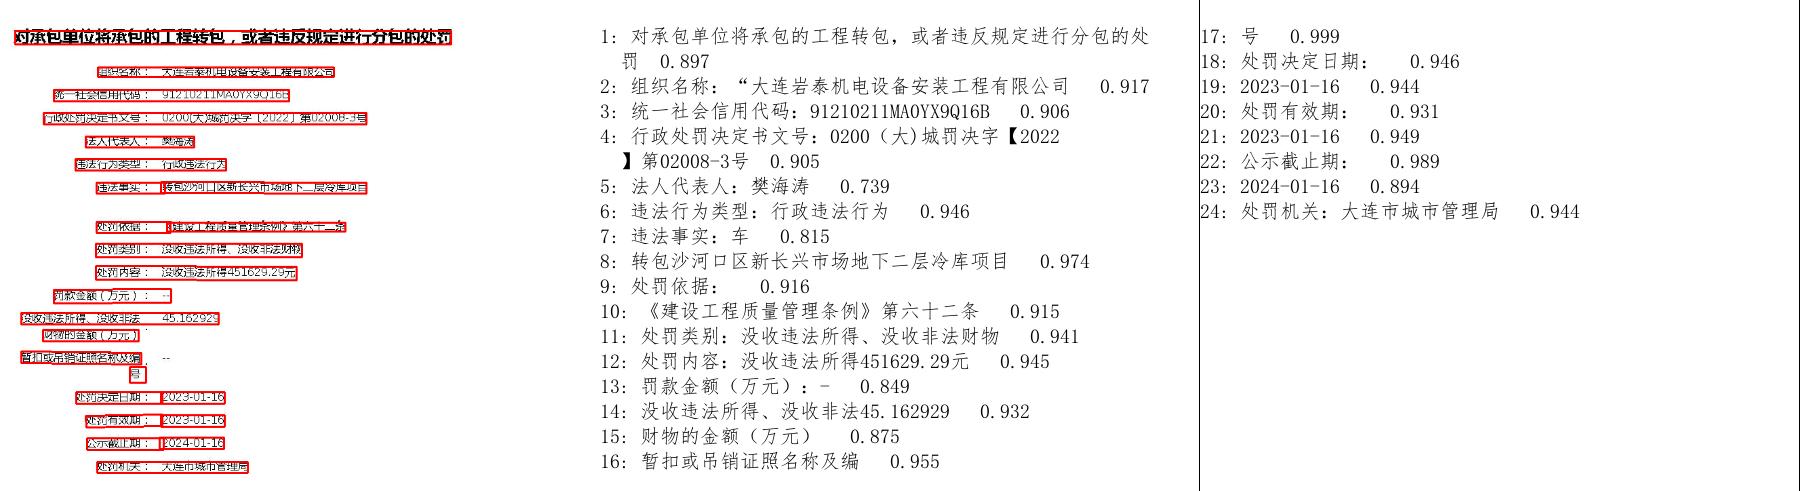 对承包单位将承包的工程转包，或者违反规定进行分包的处罚
组织名称： 大连岩泰机电设备安装工程有限公司
统一社会信用代码： 91210211MA0YX9Q16B
行政处罚决定书文号： 0200(大)城罚决字〔2022〕第02008-3号
法人代表人： 樊海涛
违法行为类型： 行政违法行为
违法事实： 转包沙河口区新长兴市场地下二层冷库项目
处罚依据： 《建设工程质量管理条例》第六十二条
处罚类别： 没收违法所得、没收非法财物
处罚内容： 没收违法所得451629.29元
罚款金额（万元）： --
没收违法所得、没收非法 45.162929
财物的金额（万元）
：
暂扣或吊销证照名称及编 --
号：
处罚决定日期： 2023-01-16
处罚有效期： 2023-01-16
公示截止期： 2024-01-16
处罚机关： 大连市城市管理局
1: 对承包单位将承包的工程转包，或者违反规定进行分包的处
罚 0.897
2: 组织名称：“大连岩泰机电设备安装工程有限公司 0.917
3: 统一社会信用代码：91210211MA0YX9Q16B 0.906
4: 行政处罚决定书文号：0200（大)城罚决字【2022
】第02008-3号 0.905
5: 法人代表人：樊海涛 0.739
6: 违法行为类型：行政违法行为 0.946
7: 违法事实：车 0.815
8: 转包沙河口区新长兴市场地下二层冷库项目 0.974
9: 处罚依据： 0.916
10: 《建设工程质量管理条例》第六十二条 0.915
11: 处罚类别：没收违法所得、没收非法财物 0.941
12: 处罚内容：没收违法所得451629.29元 0.945
13: 罚款金额（万元）：- 0.849
14: 没收违法所得、没收非法45.162929 0.932
15: 财物的金额（万元） 0.875
16: 暂扣或吊销证照名称及编 0.955
17: 号 0.999
18: 处罚决定日期： 0.946
19: 2023-01-16 0.944
20: 处罚有效期： 0.931
21: 2023-01-16 0.949
22: 公示截止期： 0.989
23: 2024-01-16 0.894
24: 处罚机关：大连市城市管理局 0.944